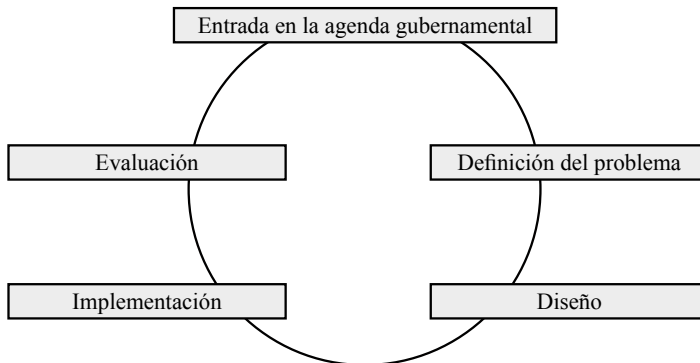 Entrada en la agenda gubernamental
Evaluación
Definición del problema
Implementación
Diseño